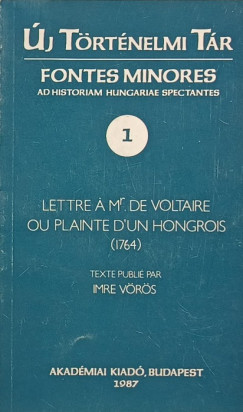 ÚJ TÖRTÉNELMI TÁR
FONTES MINORES
AD HISTORIAM HUNGARIAE SPECTANTES
1
LETTRE À Mr. DE VOLTAIRE
OU PLAINTE D'UN HONGROIS
(1764)
TEXTE PUBLIÉ PAR
IMRE VÖRÖS
AKADÉMIAI KIADÓ, BUDAPEST
1987